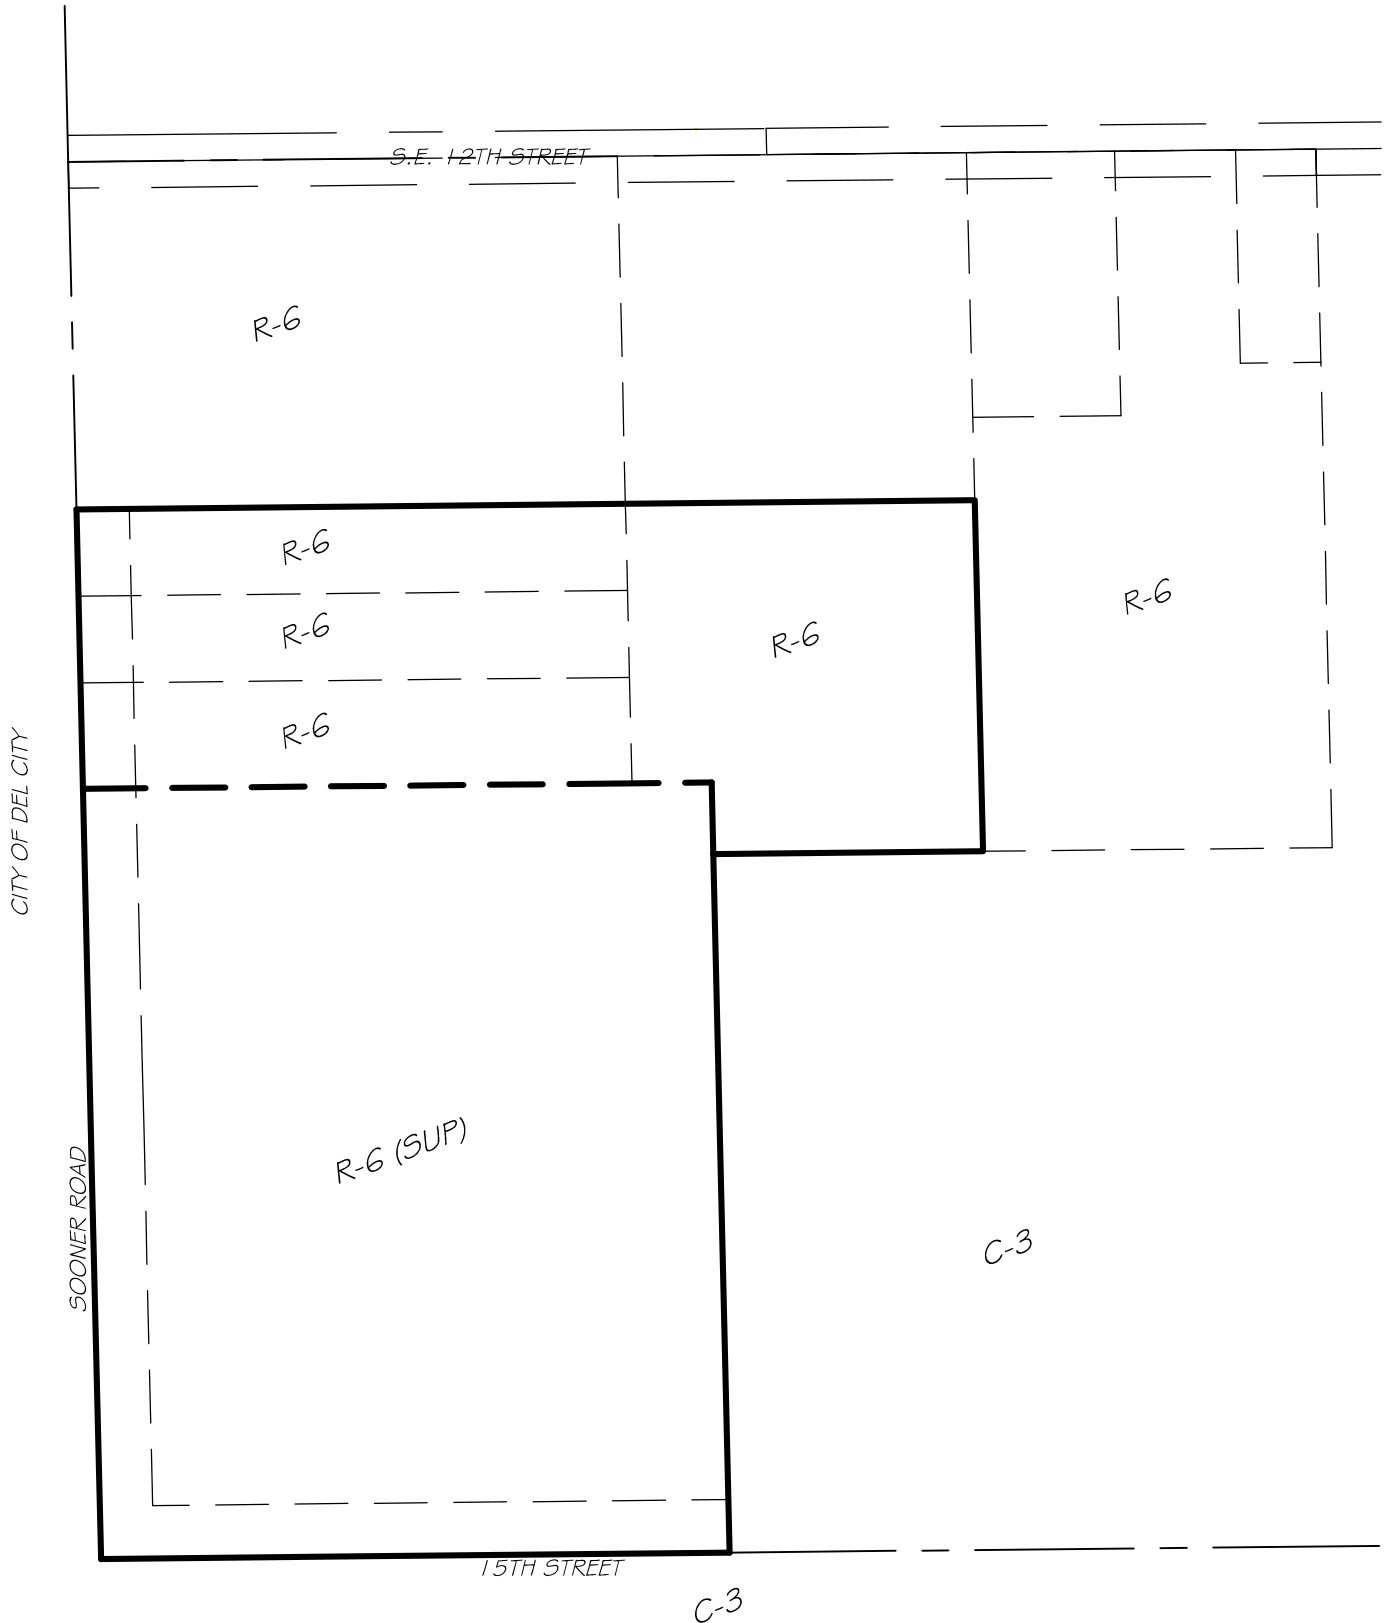 S.E. 12TH STREET
R-6
R-6
R-6
R-6
R-6
R-6
CITY OF DEL CITY
R-6 (SUP)
SOONER ROAD
C-3
15TH STREET
C-3